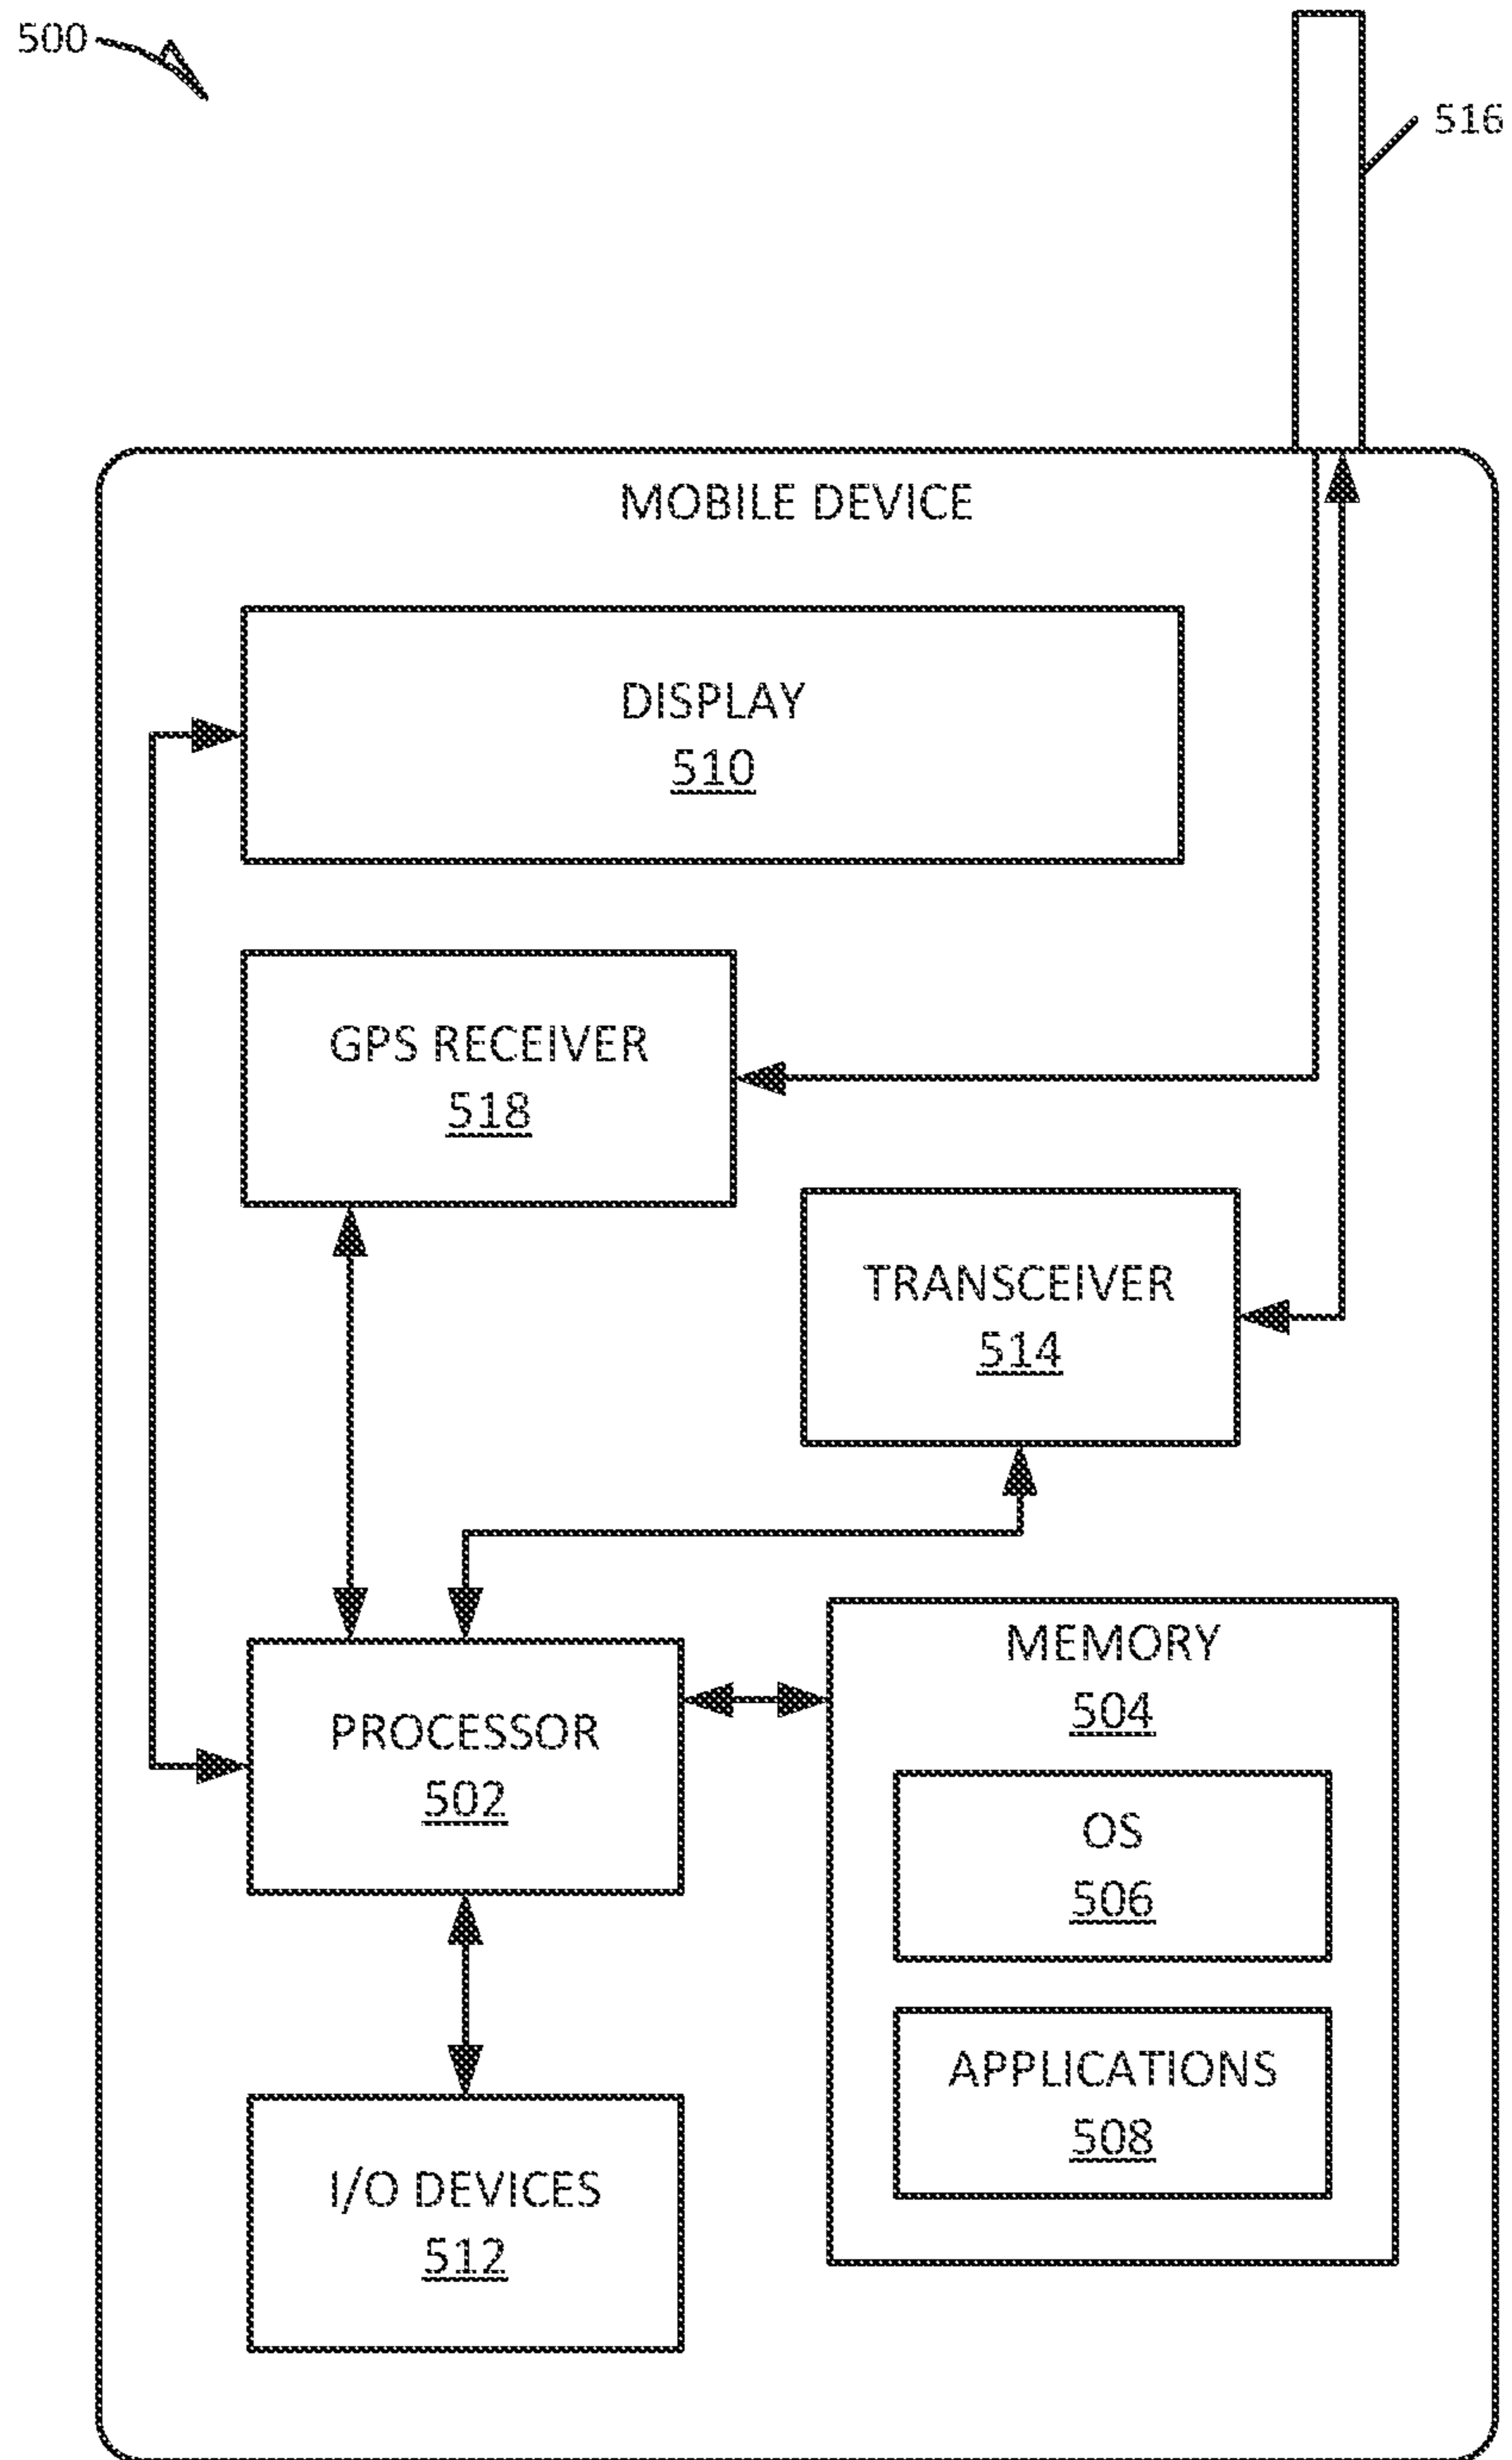 500
516
MOBILE DEVICE
DISPLAY
510
GPS RECEIVER
518
TRANSCEIVER
514
MEMORY
504
PROCESSOR
502
OS
506
APPLICATIONS
508
I/O DEVICES
512